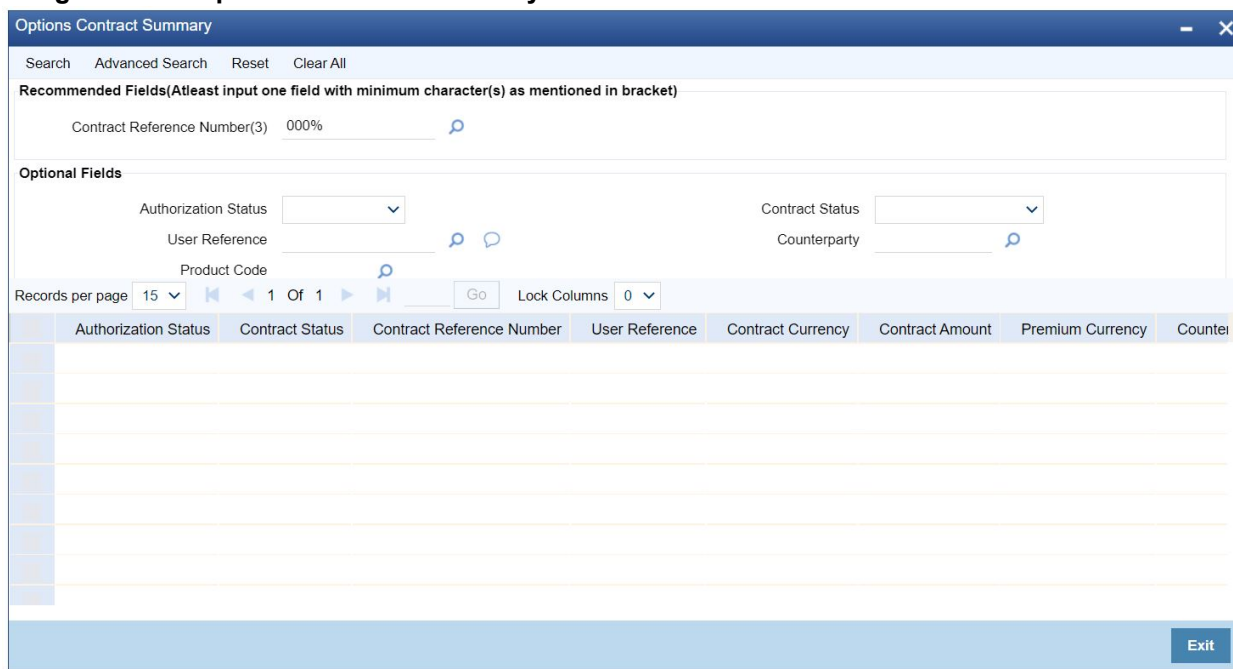 Options Contract Summary
Search Advanced Search Reset Clear All
Recommended Fields(Atleast input one field with minimum character(s) as mentioned in bracket)
Contract Reference Number(3) 000%
Optional Fields
Authorization Status Contract Status
User Reference Counterparty
Product Code
Records per page 15 1 Of 1 Go Lock Columns 0
Authorization Status Contract Status Contract Reference Number User Reference Contract Currency Contract Amount Premium Currency Counter
Exit